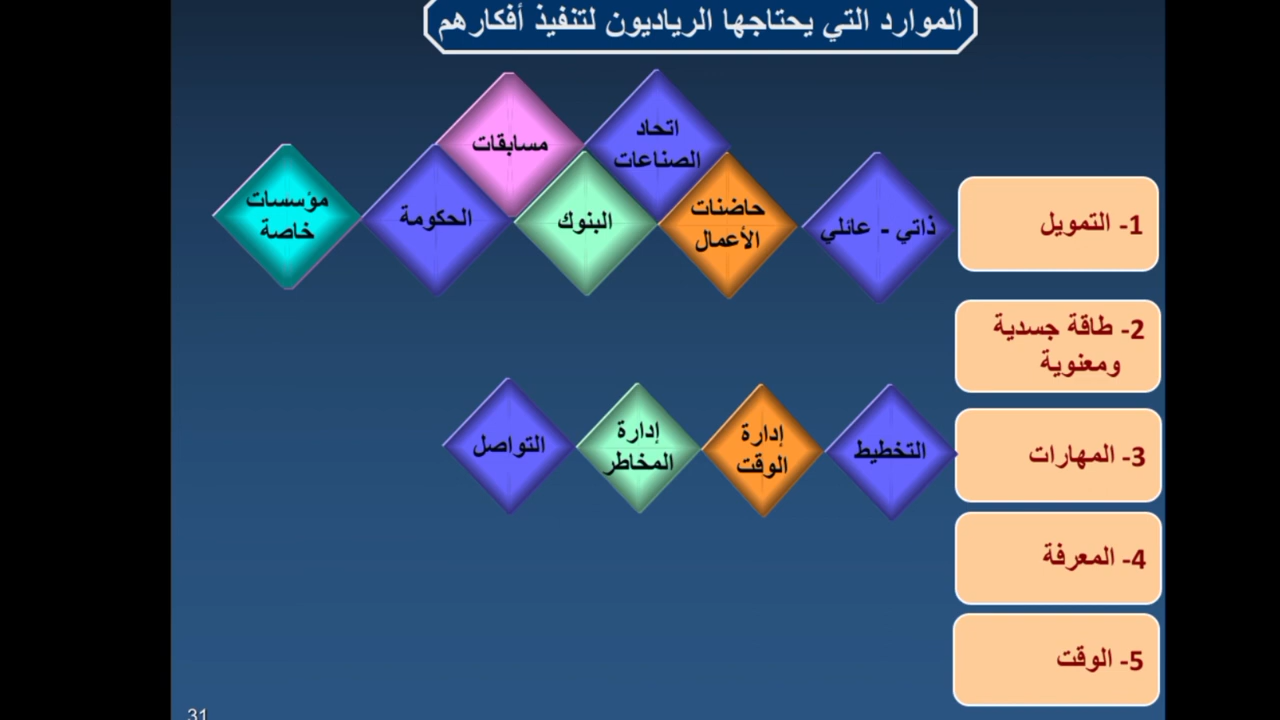 الموارد التي يحتاجها الرياديون لتنفيذ أفكارهم
1- التمويل
ذاتي - عائلي
حاضنات
الأعمال
اتحاد
الصناعات
البنوك
مسابقات
الحكومة
مؤسسات
خاصة
2- طاقة جسدية
ومعنوية
3- المهارات
التخطيط
إدارة
الوقت
إدارة
المخاطر
التواصل
4- المعرفة
5- الوقت
31